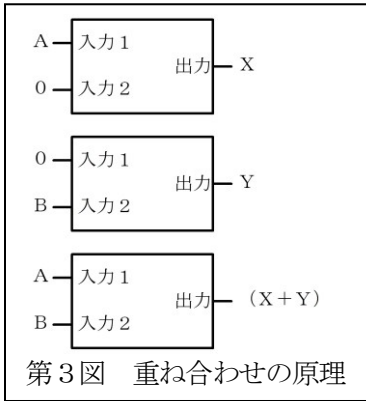 A 入力1
出力 X
0 入力2
0 入力1
出力 Y
B 入力2
A 入力1
出力 (X+Y)
B 入力2
第3図 重ね合わせの原理